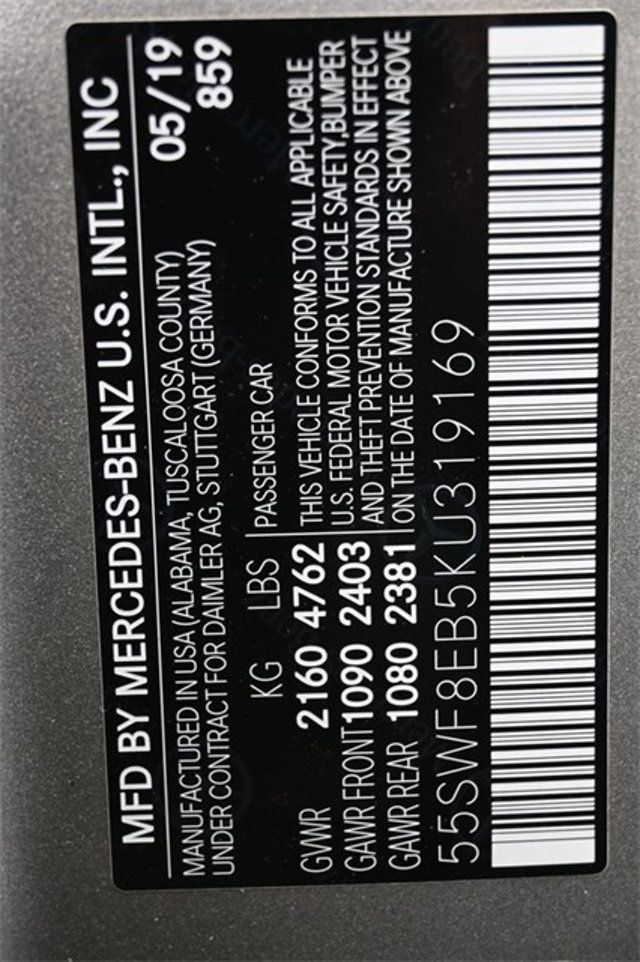 MFD BY MERCEDES-BENZ U.S. INTL., INC
MANUFACTURED IN USA (ALABAMA, TUSCALOOSA COUNTY) 05/19
UNDER CONTRACT FOR DAIMLER AG, STUTTGART (GERMANY) 859
KG LBS PASSENGER CAR
GVWR 2160 4762 THIS VEHICLE CONFORMS TO ALL APPLICABLE
GAWR FRONT 1090 2403 U.S. FEDERAL MOTOR VEHICLE SAFETY,BUMPER
AND THEFT PREVENTION STANDARDS IN EFFECT
GAWR REAR 1080 2381 ON THE DATE OF MANUFACTURE SHOWN ABOVE
55SWF8EB5KU319169